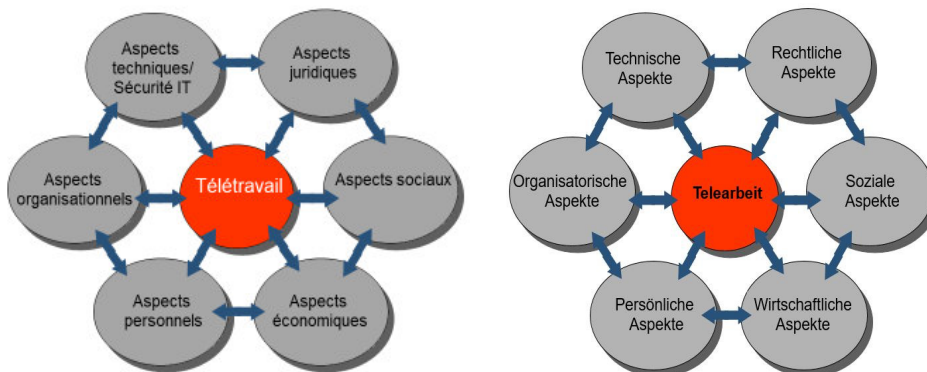 Aspects
techniques/
Sécurité IT
Aspects
juridiques
Aspects
organisationnels
Télétravail
Aspects sociaux
Aspects
personnels
Aspects
économiques
Technische
Aspekte
Rechtliche
Aspekte
Organisatorische
Aspekte
Telearbeit
Soziale
Aspekte
Persönliche
Aspekte
Wirtschaftliche
Aspekte